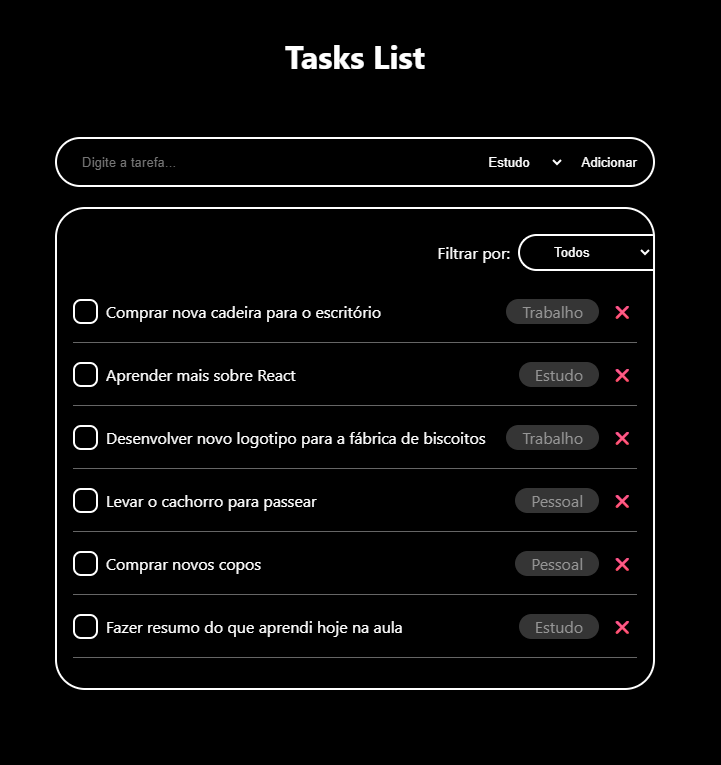 Tasks List
Digite a tarefa... Estudo Adicionar
Filtrar por: Todos
Comprar nova cadeira para o escritório Trabalho
Aprender mais sobre React Estudo
Desenvolver novo logotipo para a fábrica de biscoitos Trabalho
Levar o cachorro para passear Pessoal
Comprar novos copos Pessoal
Fazer resumo do que aprendi hoje na aula Estudo